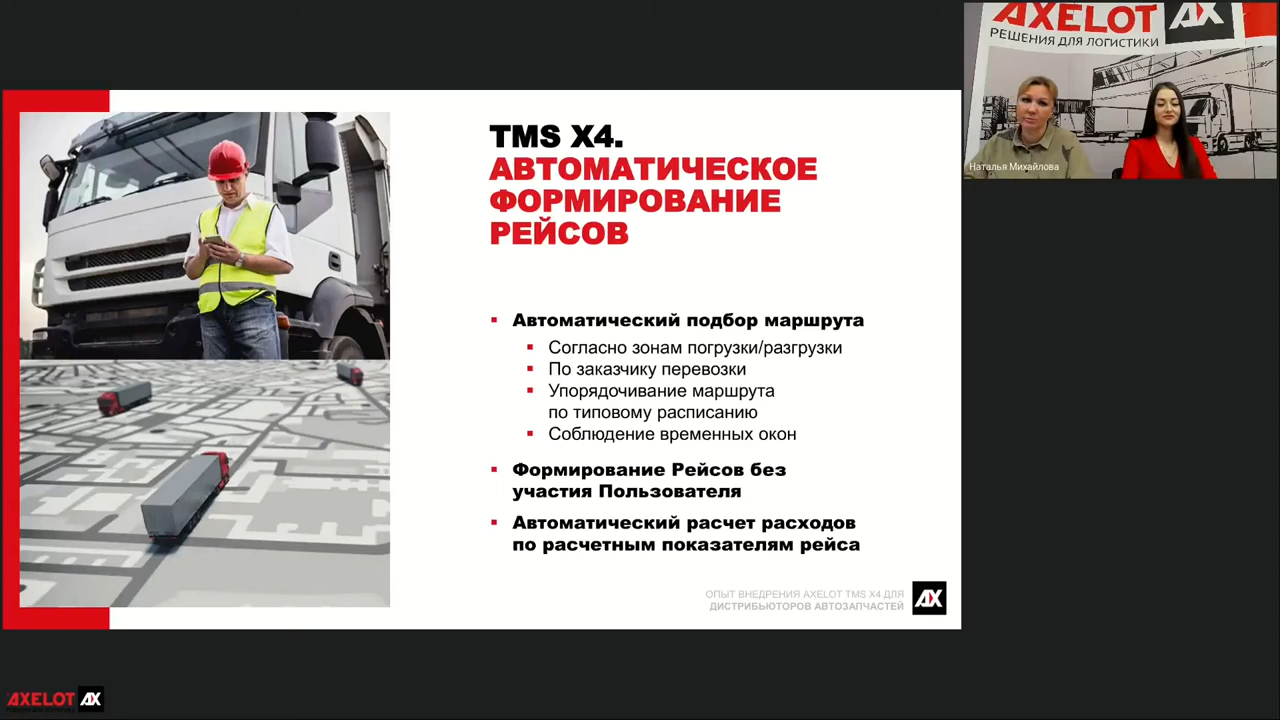 TMS X4.
АВТОМАТИЧЕСКОЕ
ФОРМИРОВАНИЕ
РЕЙСОВ
▪ Автоматический подбор маршрута
▪ Согласно зонам погрузки/разгрузки
▪ По заказчику перевозки
▪ Упорядочивание маршрута
по типовому расписанию
▪ Соблюдение временных окон
▪ Формирование Рейсов без
участия Пользователя
▪ Автоматический расчет расходов
по расчетным показателям рейса
ОПЫТ ВНЕДРЕНИЯ AXELOT TMS X4 ДЛЯ
ДИСТРИБЬЮТОРОВ АВТОЗАПЧАСТЕЙ
AX
AXELOT AX
РЕШЕНИЯ ДЛЯ ЛОГИСТИКИ
Наталья Михайлова
AXELOT AX